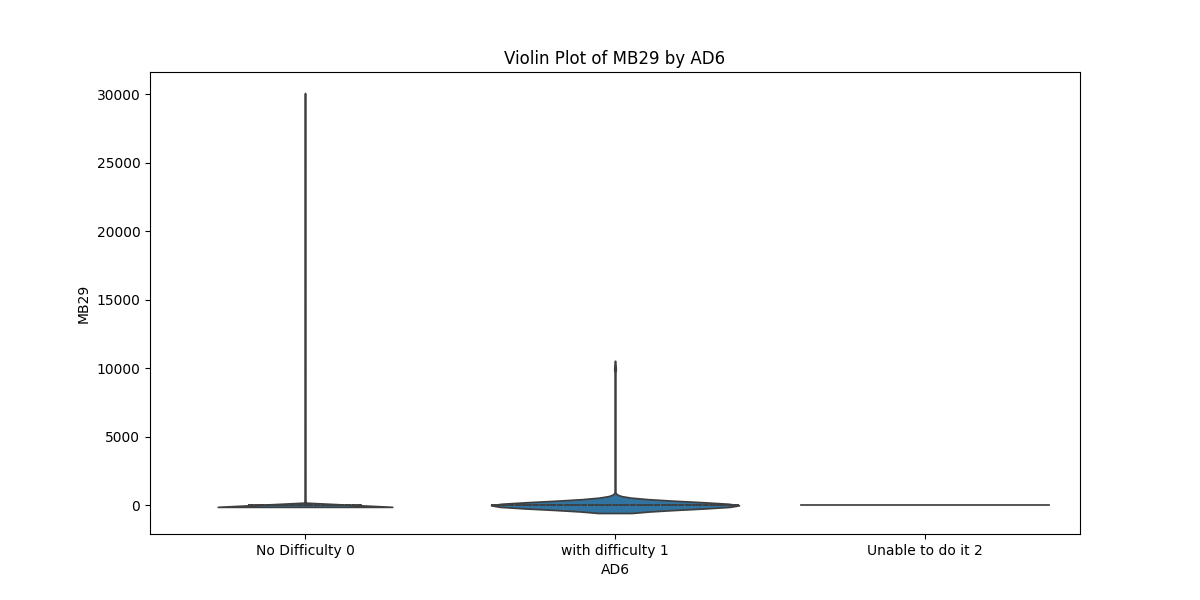 Violin Plot of MB29 by AD6
30000
25000
20000
15000
10000
5000
0
MB29
No Difficulty 0
with difficulty 1
Unable to do it 2
AD6